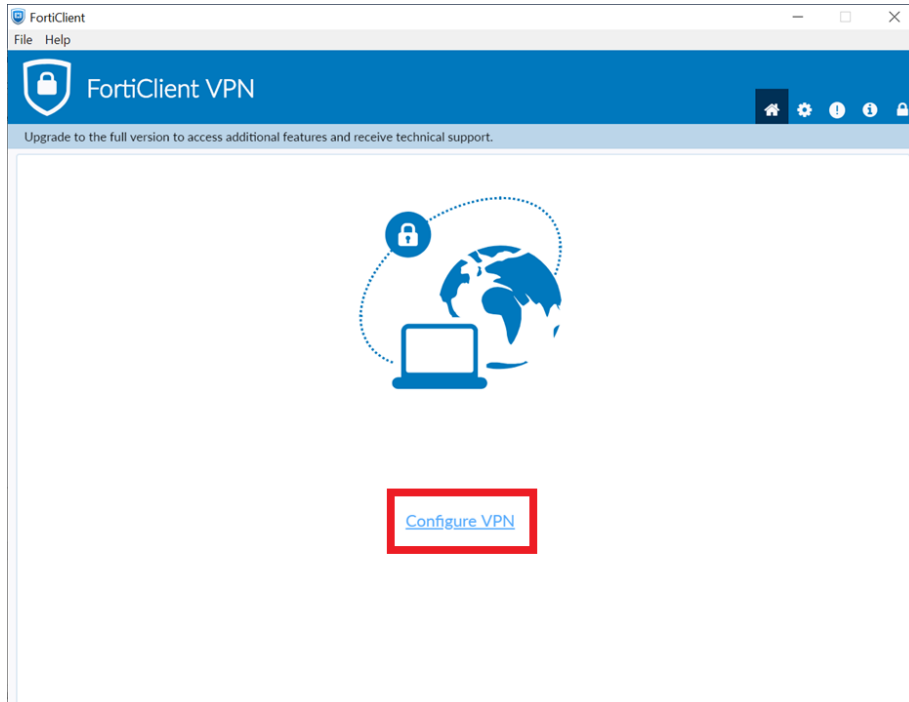 FortiClient
File Help
FortiClient VPN
Upgrade to the full version to access additional features and receive technical support.
Configure VPN